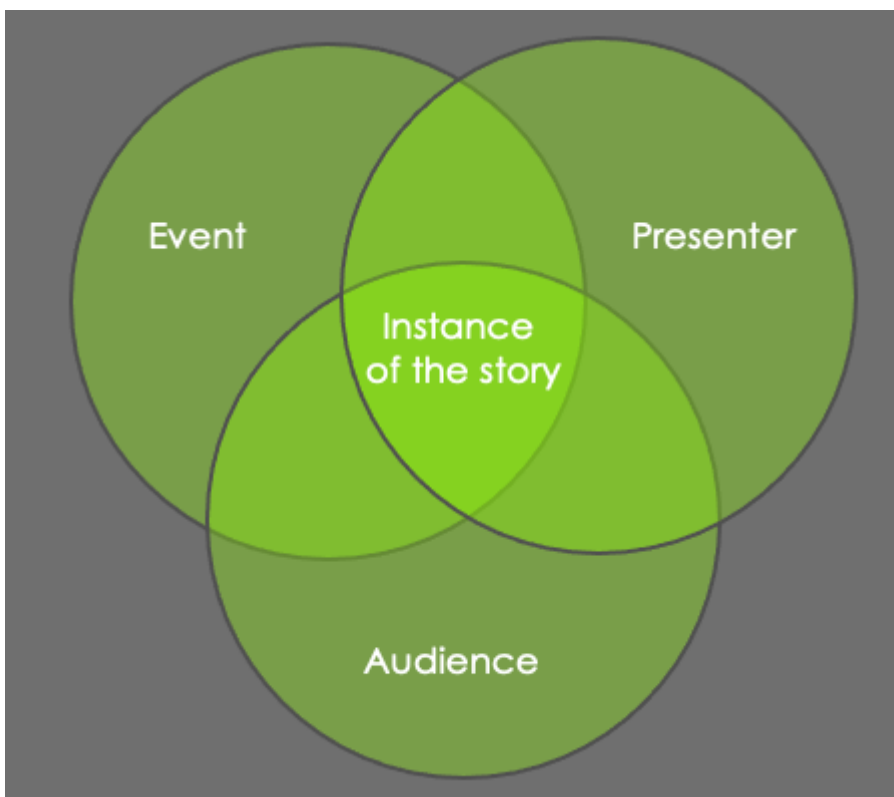 Event
Presenter
Instance
of the story
Audience